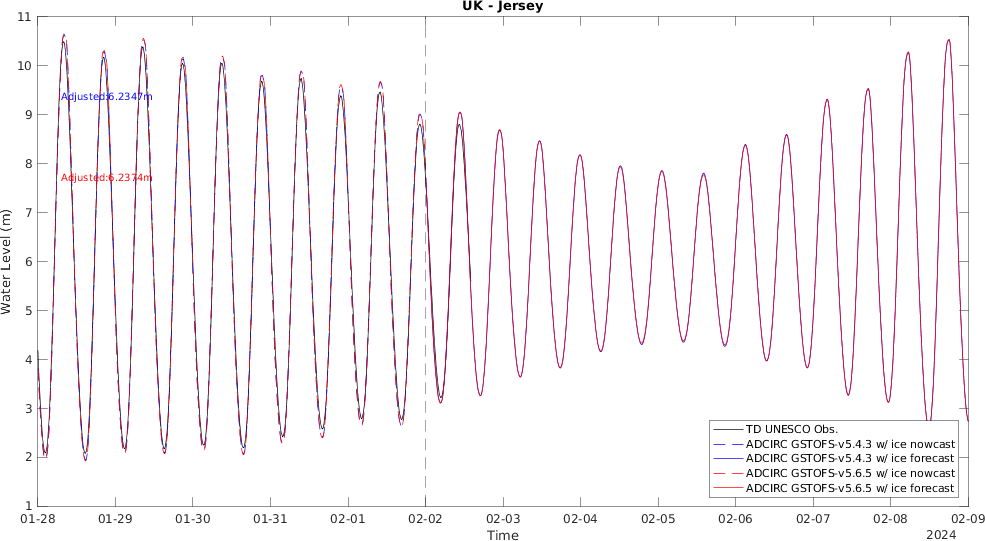 UK - Jersey
11
10
9
8
7
6
5
4
3
2
1
Water Level (m)
Adjusted:6.2347m
Adjusted:6.2374m
TD UNESCO Obs.
ADCIRC GSTOFS-v5.4.3 w/ ice nowcast
ADCIRC GSTOFS-v5.4.3 w/ ice forecast
ADCIRC GSTOFS-v5.6.5 w/ ice nowcast
ADCIRC GSTOFS-v5.6.5 w/ ice forecast
01-28 01-29 01-30 01-31 02-01 02-02 02-03 02-04 02-05 02-06 02-07 02-08 02-09
Time
2024